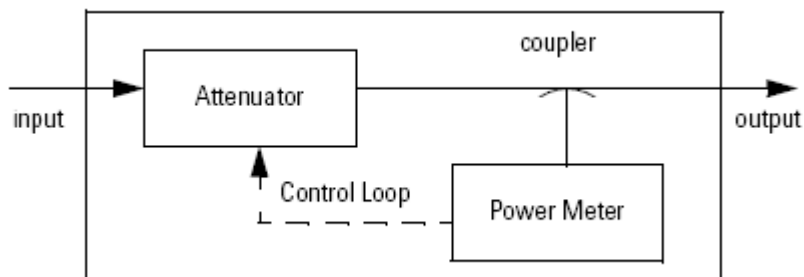 coupler
Attenuator
input
output
Control Loop
Power Meter